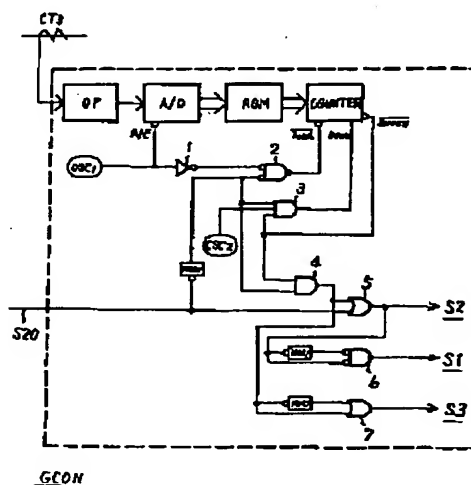 CT3
OP
A/D
ROM
COUNTER
1
2
OSC1
3
OSC2
4
5
S20
S2
S1
6
S3
7
GCON